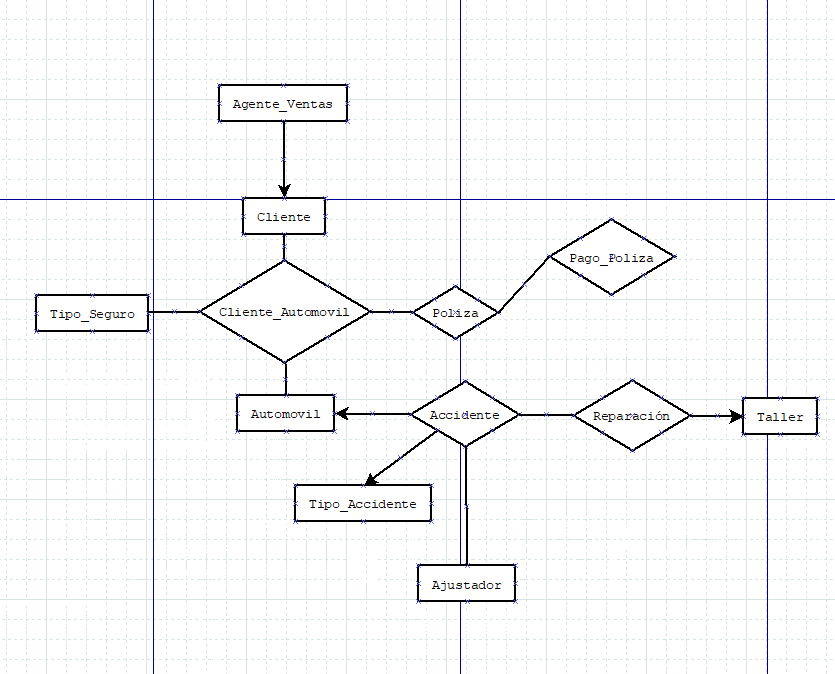 Agente_Ventas
Cliente
Pago_Poliza
Tipo_Seguro
Cliente_Automovil
Poliza
Automovil
Accidente
Reparación
Taller
Tipo_Accidente
Ajustador